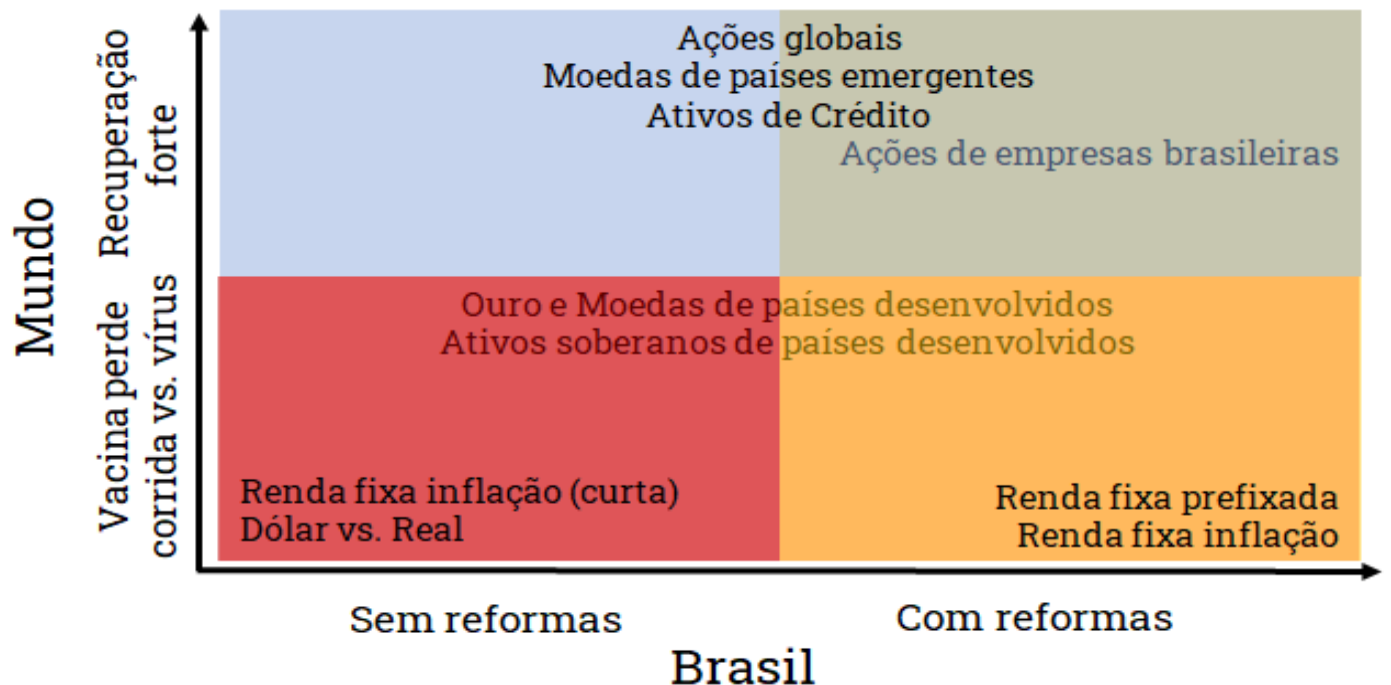 Mundo
Recuperação
forte
Vacina perde
corrida vs. vírus
Ações globais
Moedas de países emergentes
Ativos de Crédito
Ações de empresas brasileiras
Ouro e Moedas de países desenvolvidos
Ativos soberanos de países desenvolvidos
Renda fixa inflação (curta)
Dólar vs. Real
Renda fixa prefixada
Renda fixa inflação
Sem reformas
Com reformas
Brasil